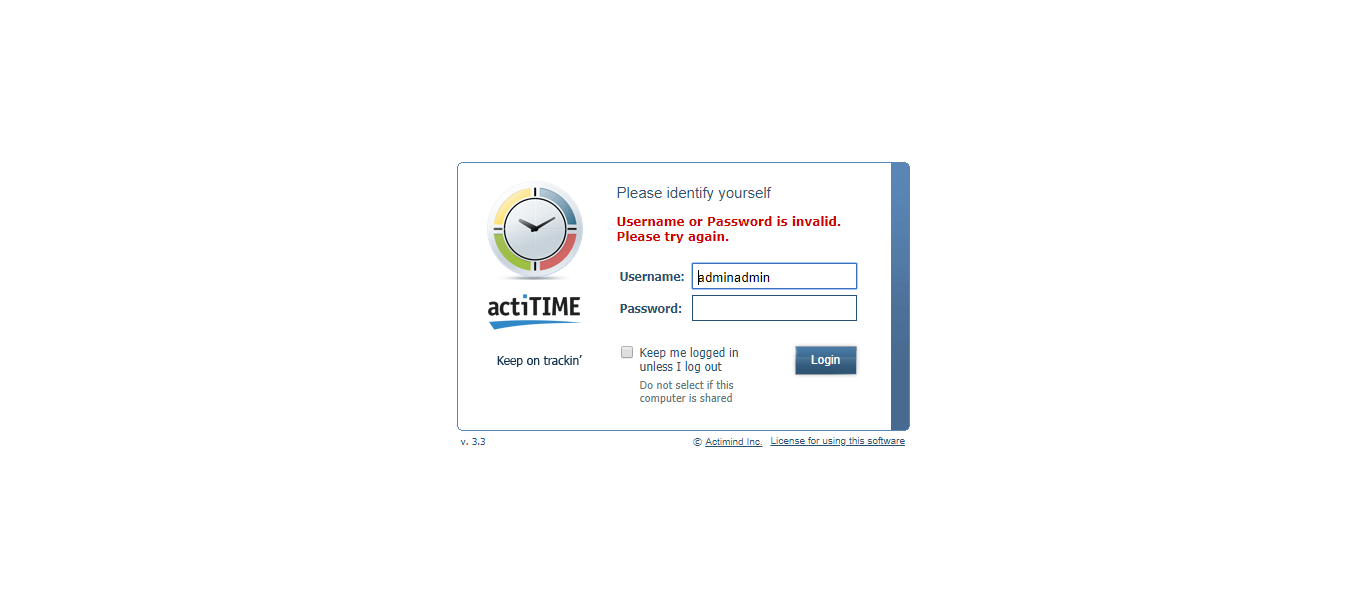 Please identify yourself
Username or Password is invalid.
Please try again.
Username: adminadmin
Password:
actiTIME
Keep on trackin’
Keep me logged in
unless I log out
Login
Do not select if this
computer is shared
v. 3.3
© Actimind Inc. License for using this software